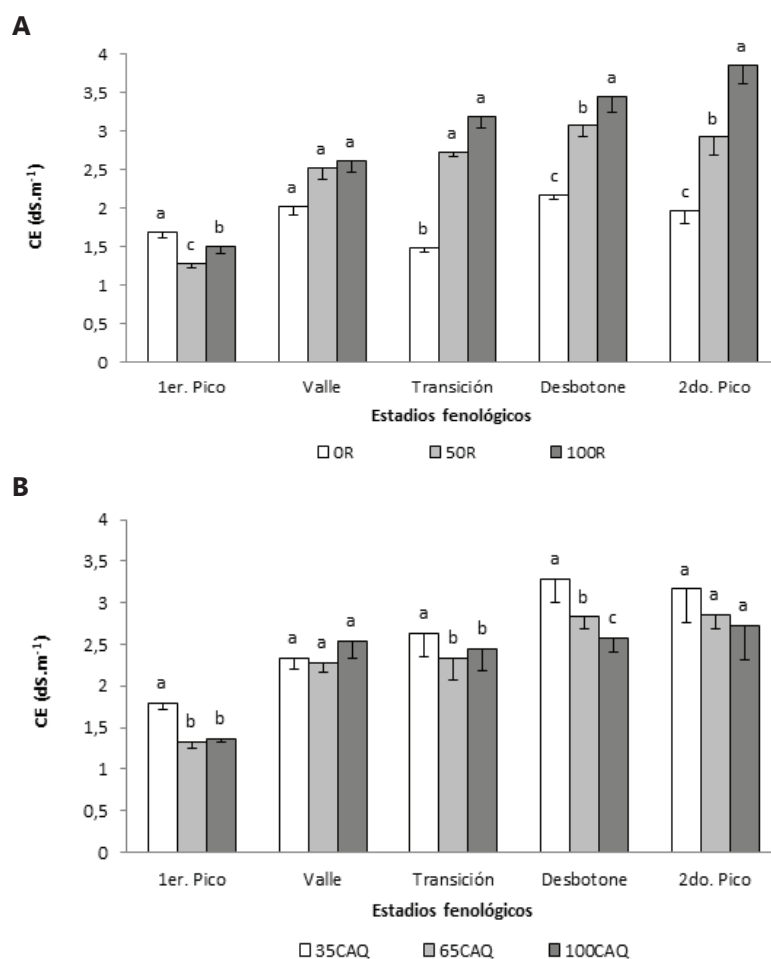 A
4
3,5
3
2,5
2
1,5
1
0,5
0
CE (dS.m-1)
a c b
a a a
b a a
c b a
c b a
1er. Pico Valle Transición Desbotone 2do. Pico
Estadios fenológicos
0R 50R 100R
B
4
3,5
3
2,5
2
1,5
1
0,5
0
CE (dS.m-1)
a b b
a a a
a b b
a b c
a a a
1er. Pico Valle Transición Desbotone 2do. Pico
Estadios fenológicos
35CAQ 65CAQ 100CAQ